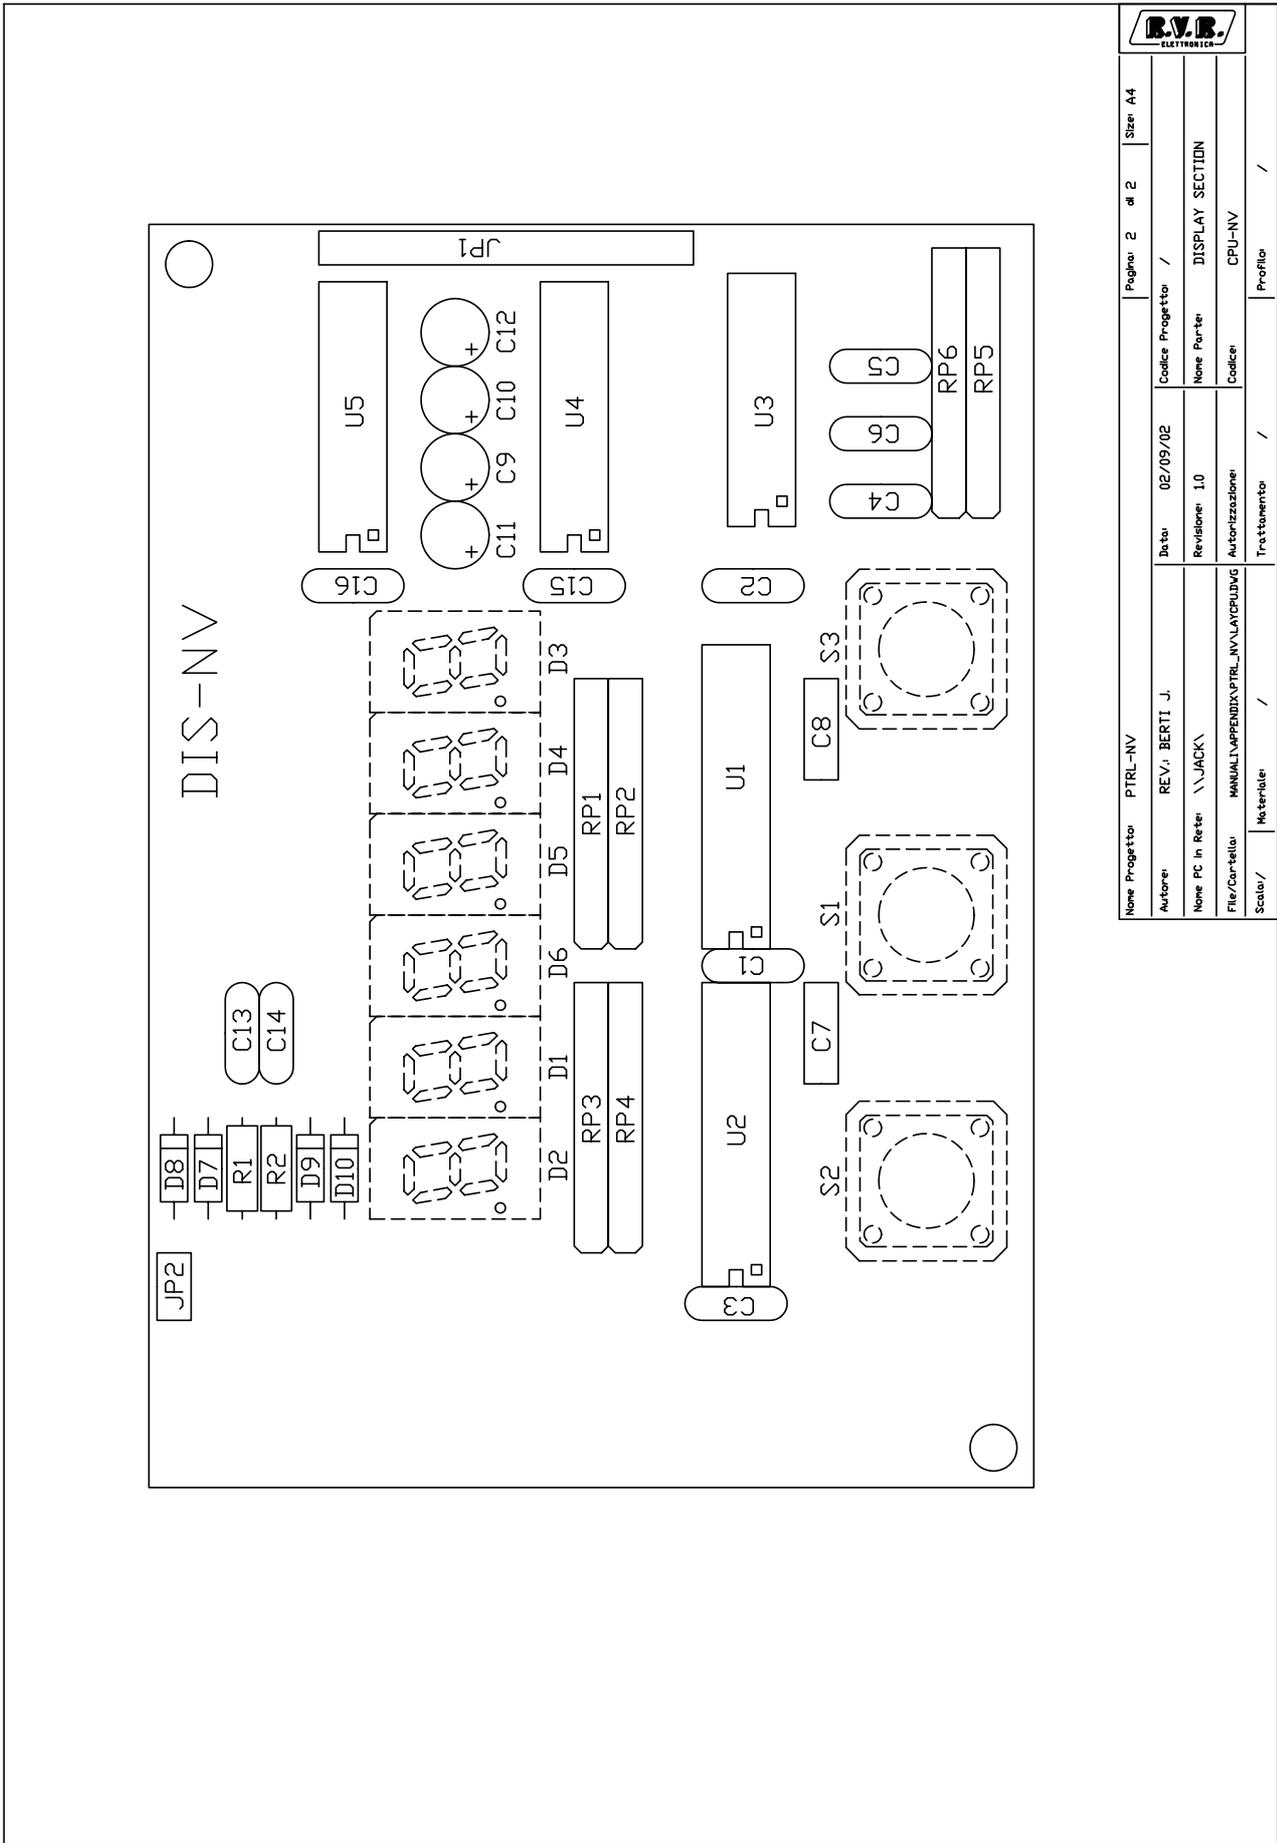 R.V.R.
ELETTRONICA
Nome Progetto: PTRL-NV
Pagina: 2 di 2
Size: A4
Autore: REV.: BERTI J.
Data: 02/09/02
Codice Progetto: /
Nome PC in Rete: \\JACK\
Revisione: 1.0
Nome Parte: DISPLAY SECTION
File/Cartella: MANUALI\APPENDIX\PTRL_NV\LAYCPU.DWG
Autorizzazione:
Codice: CPU-NV
Scala:/
Materiale: /
Trattamento: /
Profilo: /
DIS-NV
JP2
D8
D7
R1
R2
D9
D10
C13
C14
C16
U5
JP1
C11
C9
C10
C12
C15
U4
D2
D1
D6
D5
D4
D3
RP3
RP4
RP1
RP2
C3
U2
C1
U1
C2
U3
C7
C8
C4
C6
C5
S2
S1
S3
RP6
RP5